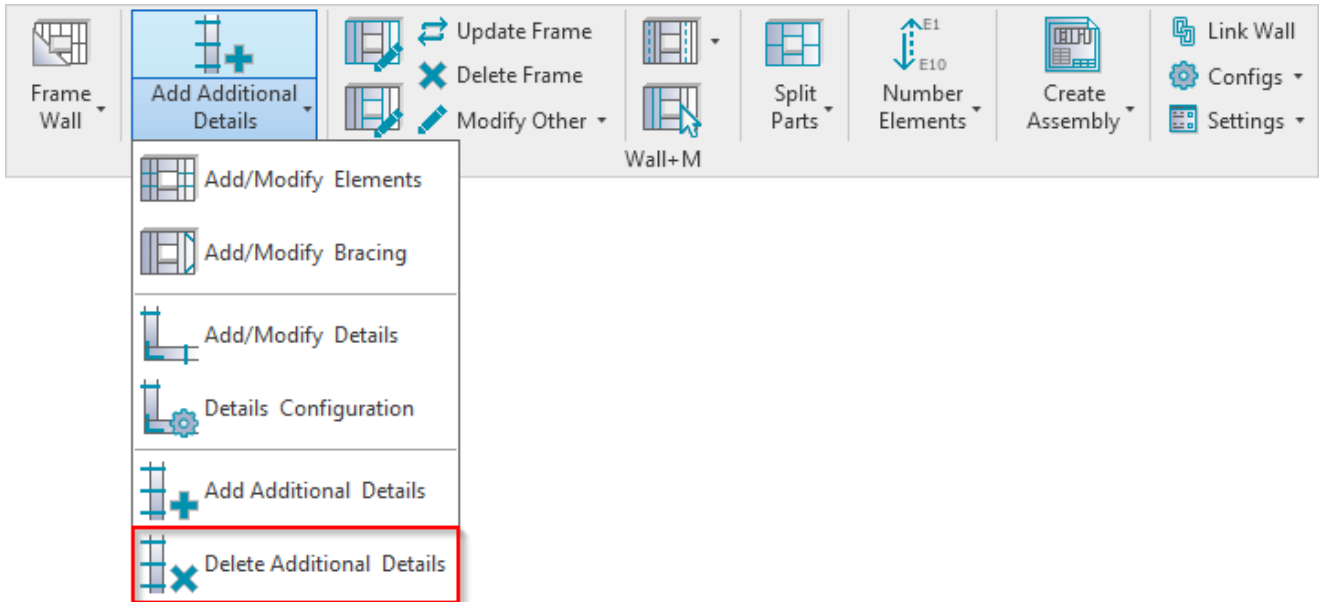 Frame
Wall
Add Additional
Details
Update Frame
Delete Frame
Modify Other
Split
Parts
E1
E10
Number
Elements
Create
Assembly
Link Wall
Configs
Settings
Wall+M
Add/Modify Elements
Add/Modify Bracing
Add/Modify Details
Details Configuration
Add Additional Details
Delete Additional Details